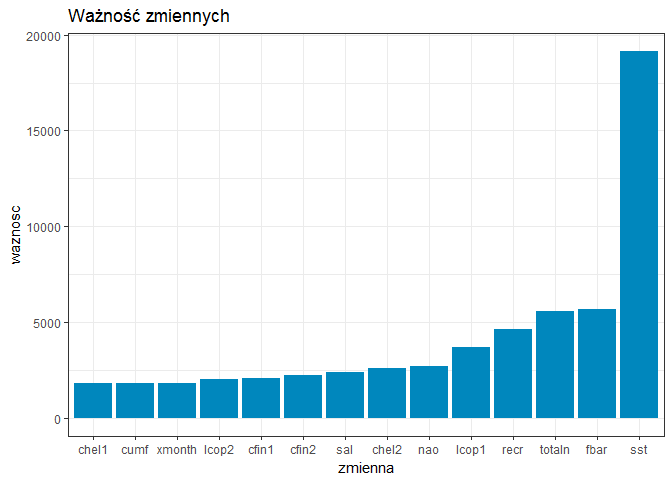 Ważność zmiennych
20000
15000
10000
5000
0
waznosc
chel1 cumf xmonth lcop2 cfin1 cfin2 sal chel2 nao lcop1 recr totaln fbar sst
zmienna